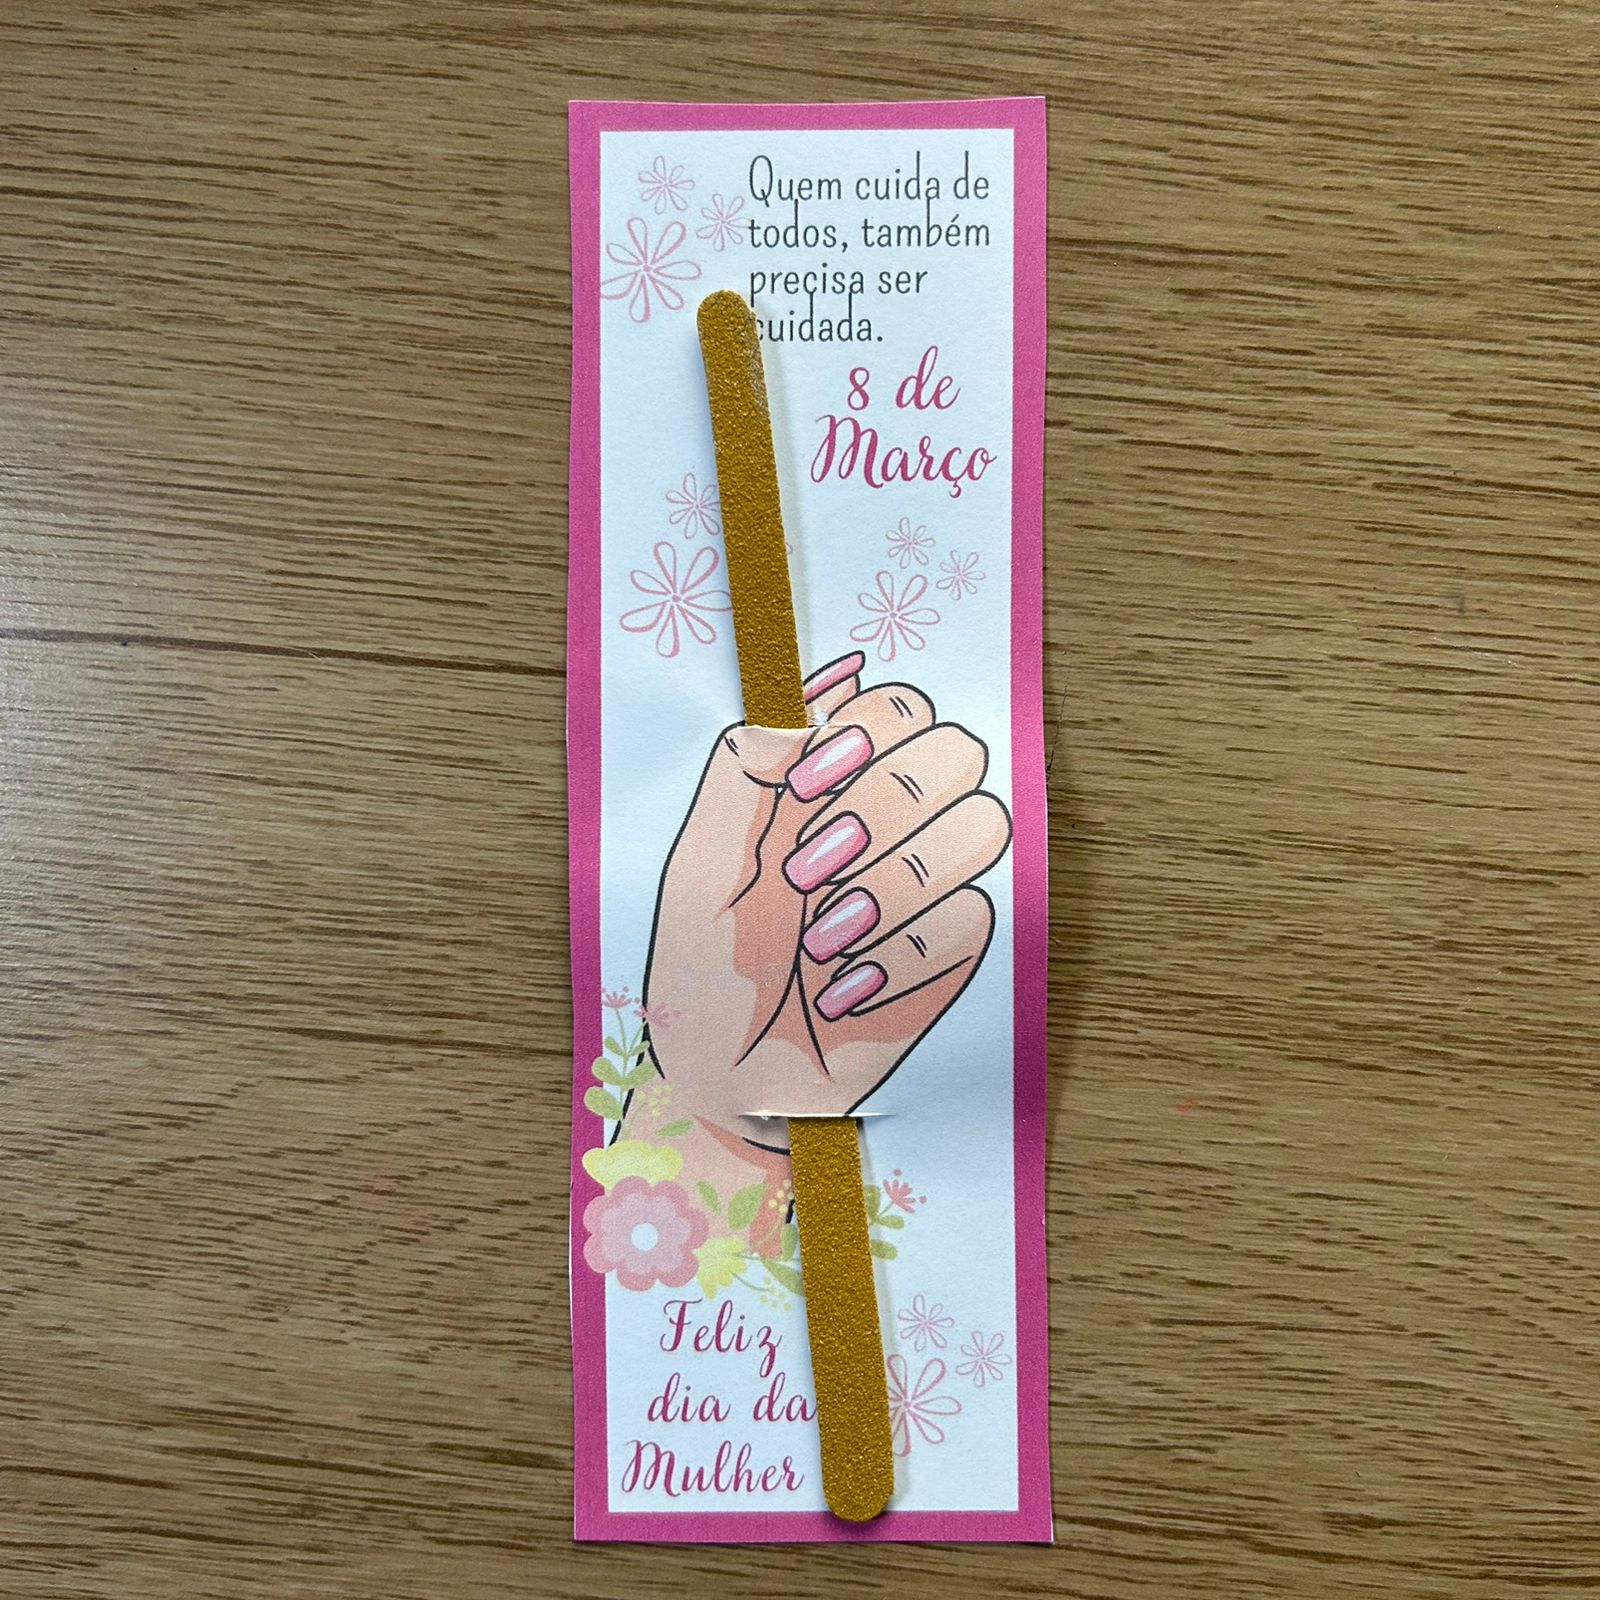 Quem cuida de
todos, também
precisa ser
cuidada.
8 de
Março
Feliz
dia da
Mulher